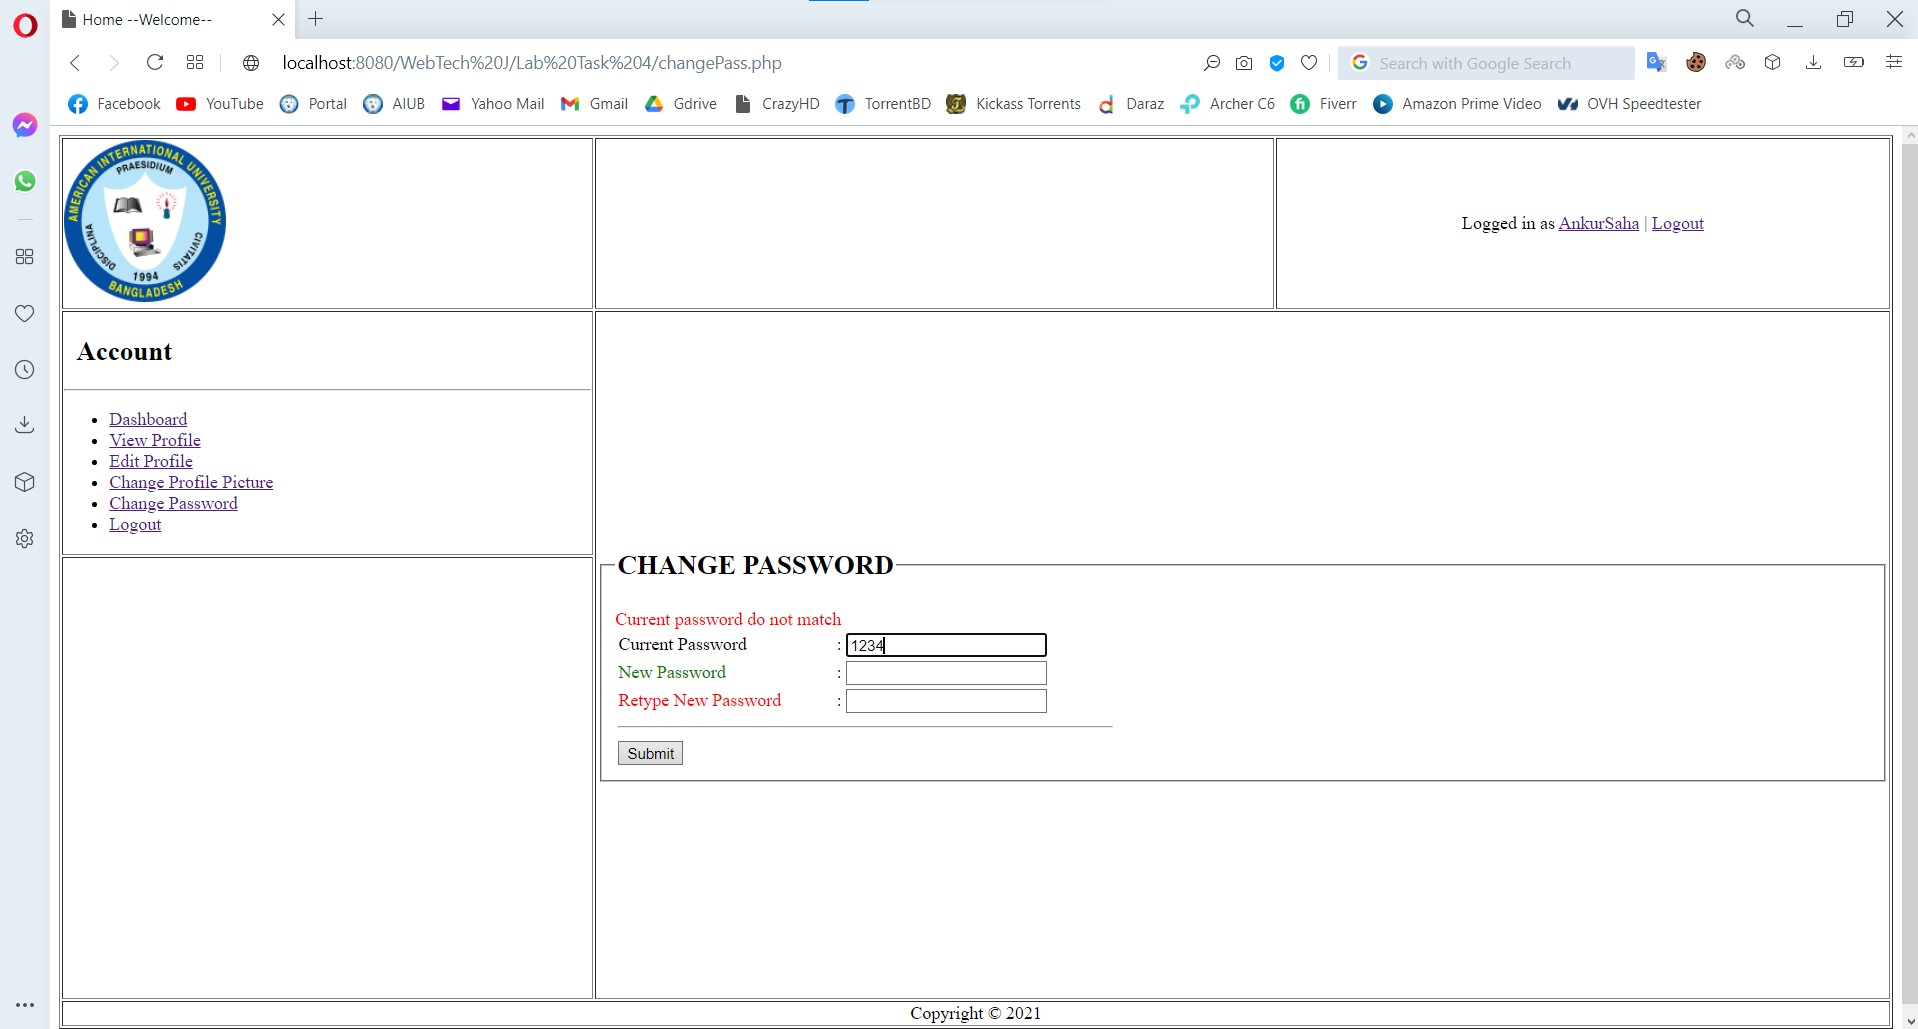 Home --Welcome--
localhost:8080/WebTech%20J/Lab%20Task%204/changePass.php
Search with Google Search
Facebook YouTube Portal AIUB Yahoo Mail Gmail Gdrive CrazyHD TorrentBD Kickass Torrents Daraz Archer C6 Fiverr Amazon Prime Video OVH Speedtester
AMERICAN INTERNATIONAL UNIVERSITY
PRAESIDIUM
DISCIPLINA
CIVITATIS
1994
BANGLADESH
Logged in as AnkurSaha | Logout
Account
Dashboard
View Profile
Edit Profile
Change Profile Picture
Change Password
Logout
CHANGE PASSWORD
Current password do not match
Current Password : 1234
New Password :
Retype New Password :
Submit
Copyright © 2021